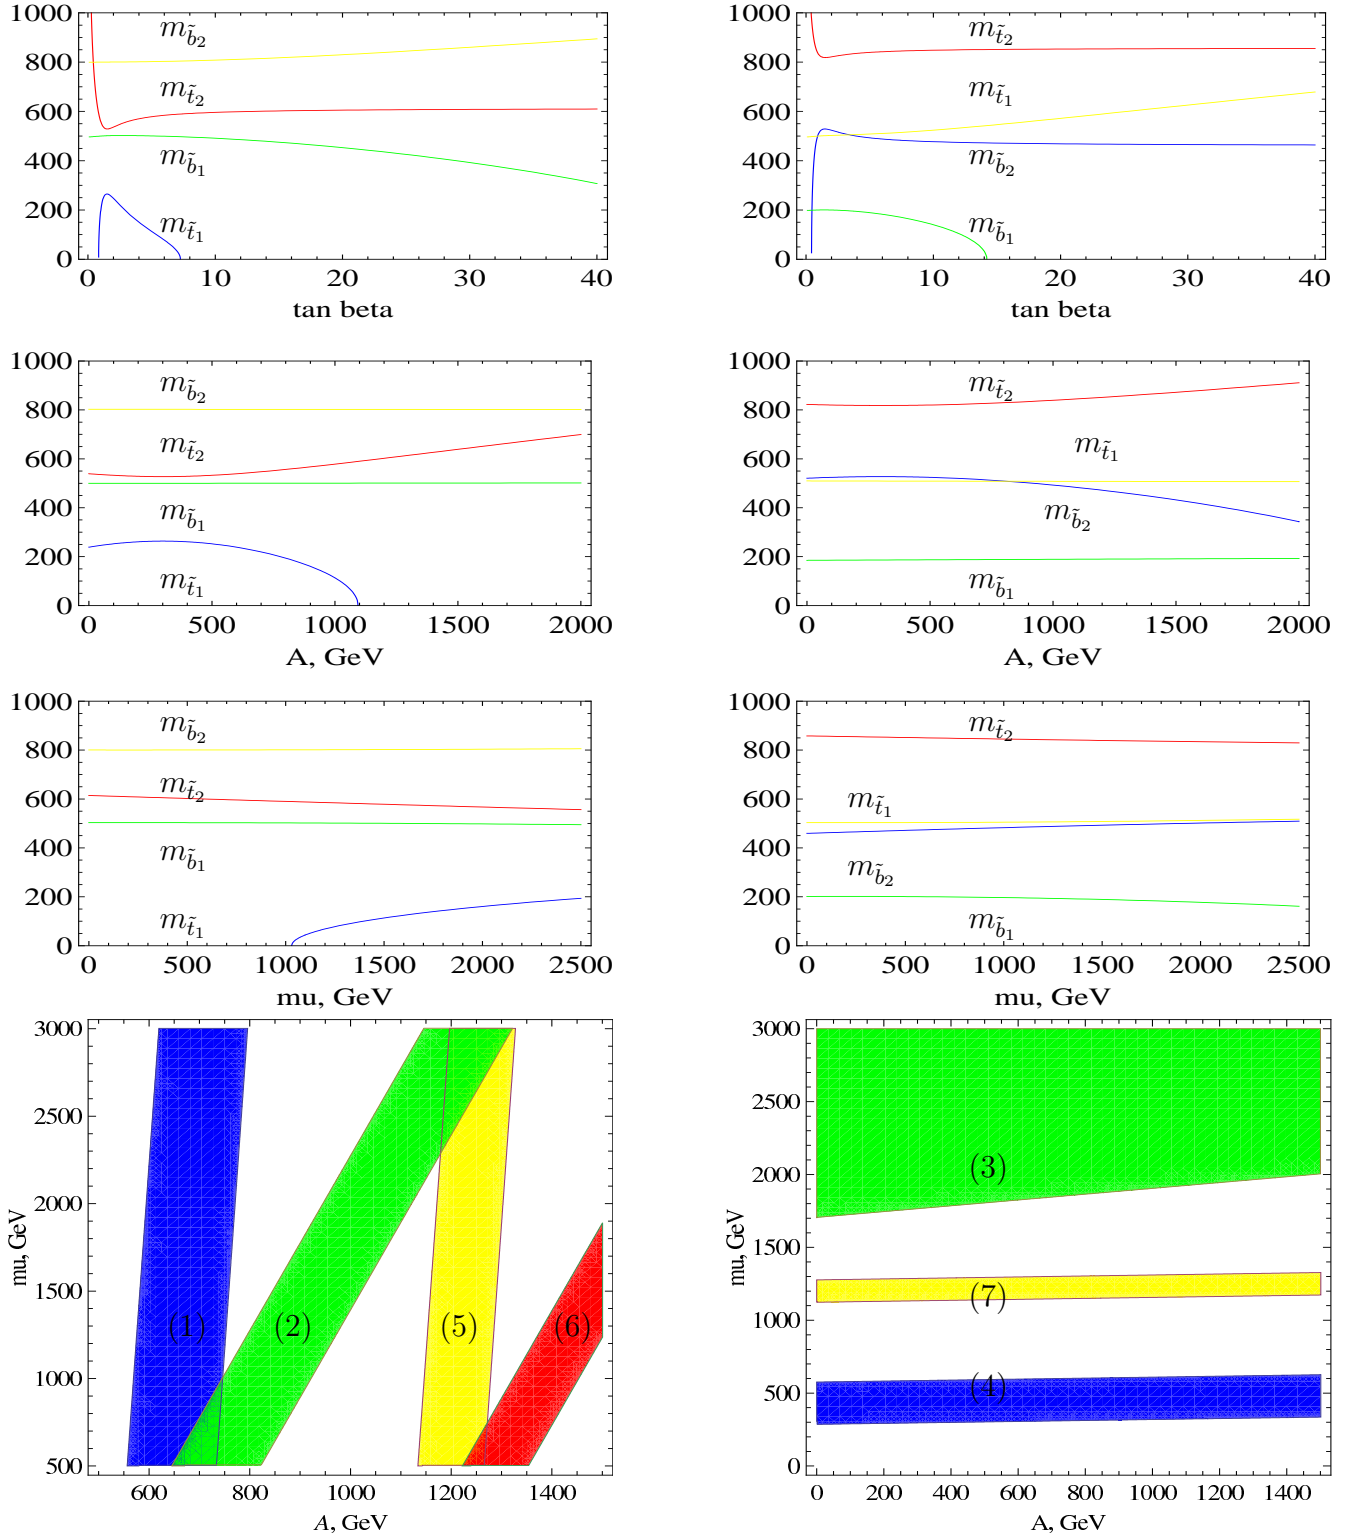 1000
800
600
400
200
0
m_{\tilde{b}_2}
m_{\tilde{t}_2}
m_{\tilde{b}_1}
m_{\tilde{t}_1}
0 10 20 30 40
tan beta
1000
800
600
400
200
0
m_{\tilde{t}_2}
m_{\tilde{t}_1}
m_{\tilde{b}_2}
m_{\tilde{b}_1}
0 10 20 30 40
tan beta
1000
800
600
400
200
0
m_{\tilde{b}_2}
m_{\tilde{t}_2}
m_{\tilde{b}_1}
m_{\tilde{t}_1}
0 500 1000 1500 2000
A, GeV
1000
800
600
400
200
0
m_{\tilde{t}_2}
m_{\tilde{t}_1}
m_{\tilde{b}_2}
m_{\tilde{b}_1}
0 500 1000 1500 2000
A, GeV
1000
800
600
400
200
0
m_{\tilde{b}_2}
m_{\tilde{t}_2}
m_{\tilde{b}_1}
m_{\tilde{t}_1}
0 500 1000 1500 2000 2500
mu, GeV
1000
800
600
400
200
0
m_{\tilde{t}_2}
m_{\tilde{t}_1}
m_{\tilde{b}_2}
m_{\tilde{b}_1}
0 500 1000 1500 2000 2500
mu, GeV
3000
2500
2000
1500
1000
500
mu, GeV
(1) (2) (5) (6)
600 800 1000 1200 1400
A, GeV
3000
2500
2000
1500
1000
500
0
mu, GeV
(3)
(7)
(4)
0 200 400 600 800 1000 1200 1400
A, GeV